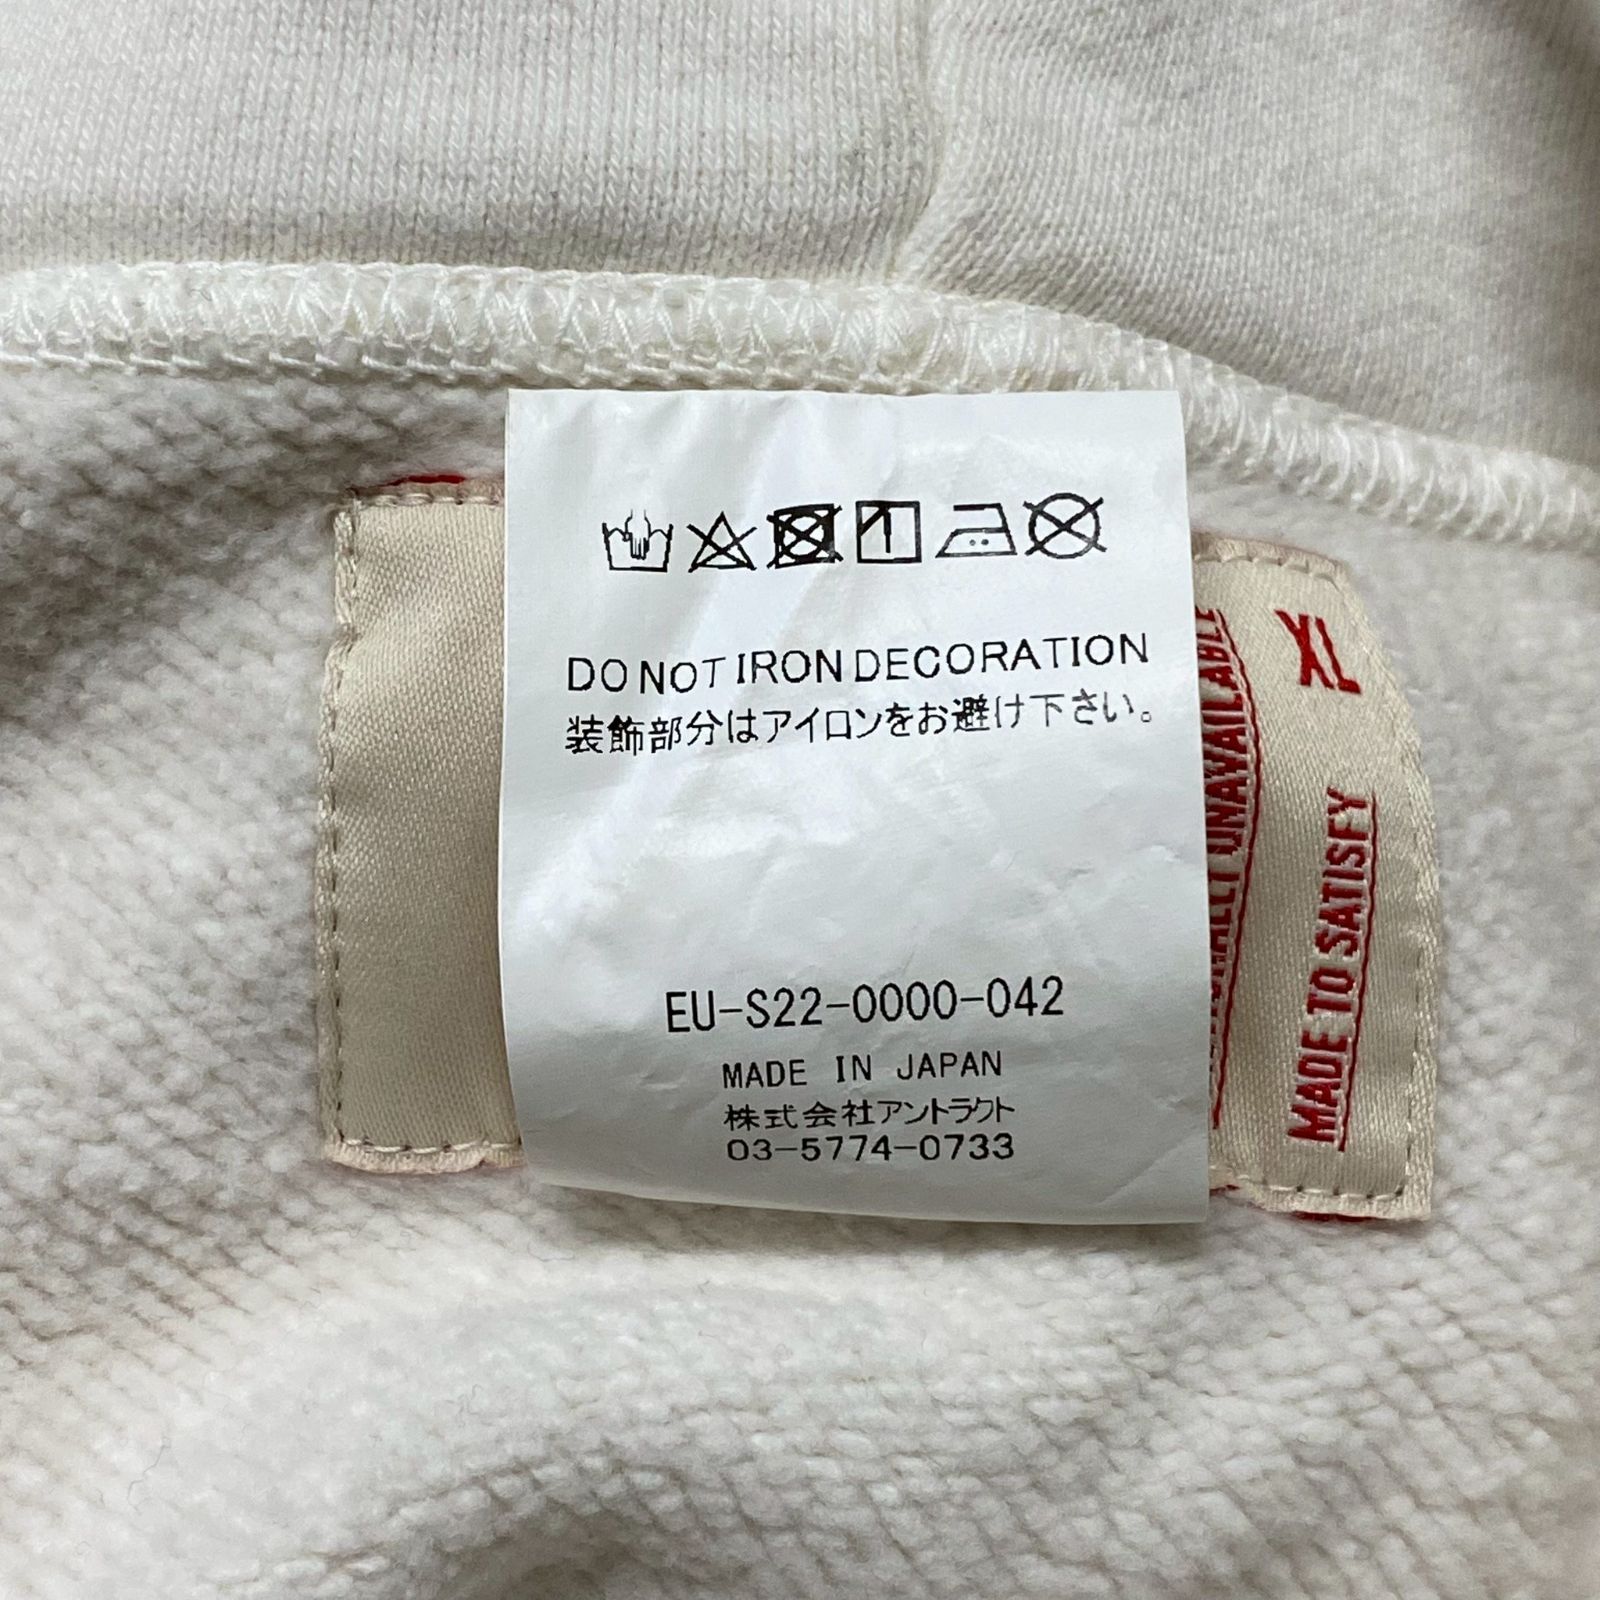 DO NOT IRON DECORATION
装飾部分はアイロンをお避け下さい。
EU-S22-0000-042
MADE IN JAPAN
株式会社アントラクト
03-5774-0733
XL
UNAVAILABLE
MADE TO SATISFY